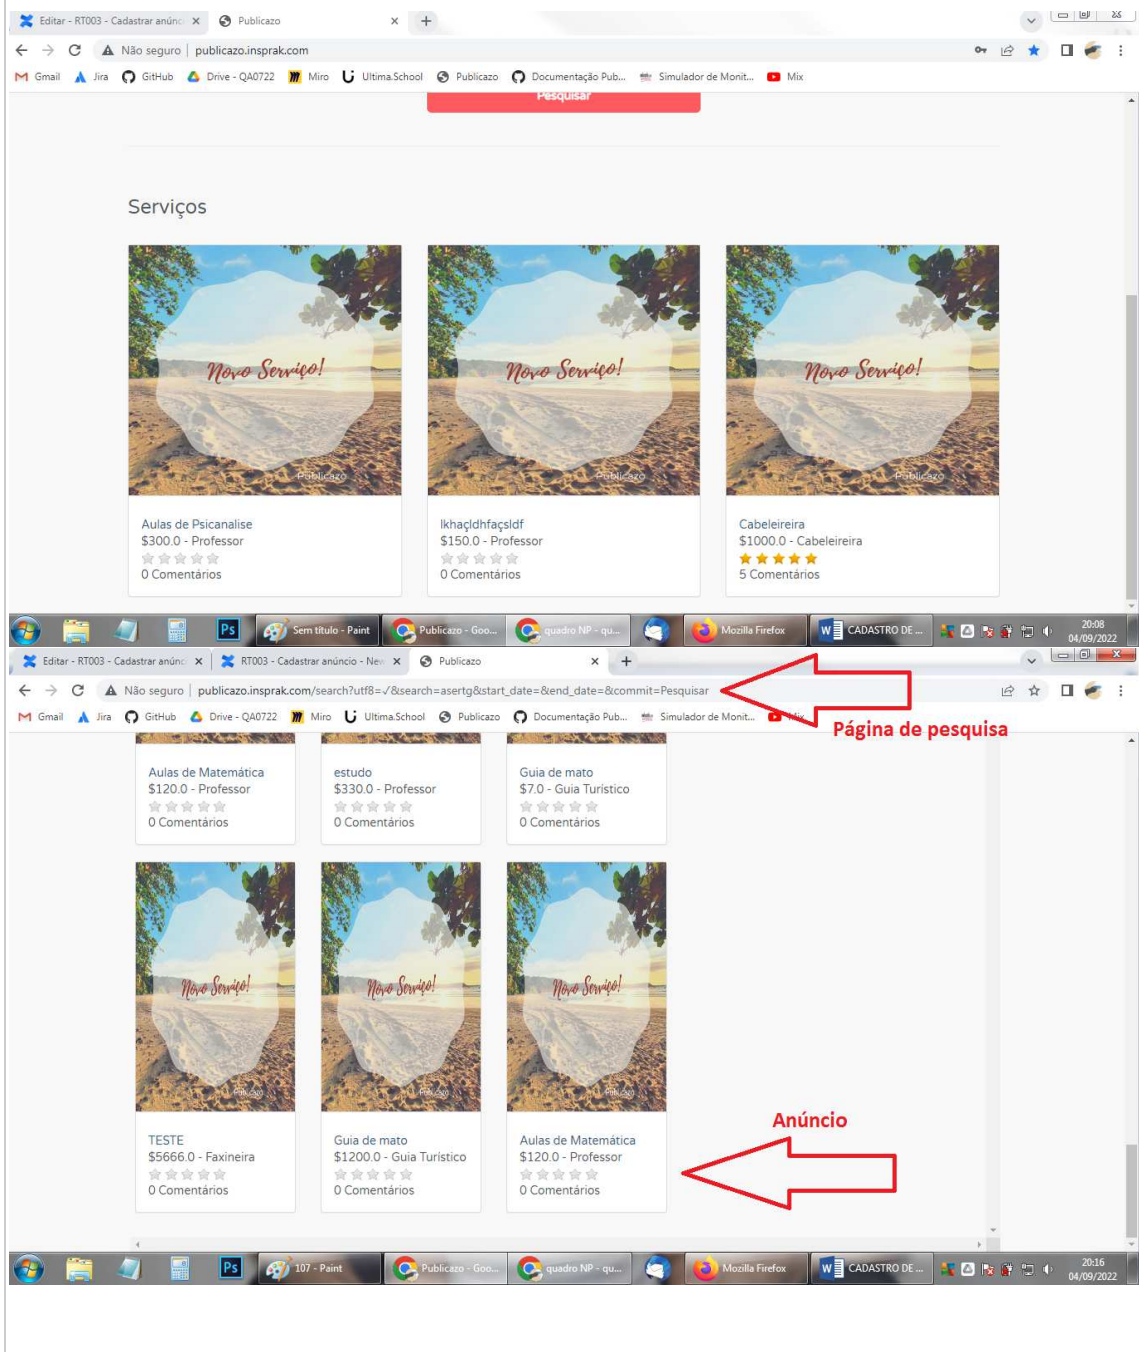 Editar - RT003 - Cadastrar anúnc
Publicazo
Não seguro
publicazo.insprak.com
Gmail
Jira
GitHub
Drive - QA0722
Miro
Ultima.School
Publicazo
Documentação Pub...
Simulador de Monit...
Mix
Pesquisar
Serviços
Novo Serviço!
Publicazo
Novo Serviço!
Publicazo
Novo Serviço!
Publicazo
Aulas de Psicanalise
$300.0 - Professor
0 Comentários
lkhaçldhfaçsldf
$150.0 - Professor
0 Comentários
Cabeleireira
$1000.0 - Cabeleireira
5 Comentários
Ps
Sem título - Paint
Publicazo - Goo...
quadro NP - qu...
Mozilla Firefox
CADASTRO DE ...
20:08
04/09/2022
Editar - RT003 - Cadastrar anúnc
RT003 - Cadastrar anúncio - New
Publicazo
Não seguro
publicazo.insprak.com/search?utf8=✓&search=asertg&start_date=&end_date=&commit=Pesquisar
Gmail
Jira
GitHub
Drive - QA0722
Miro
Ultima.School
Publicazo
Documentação Pub...
Simulador de Monit...
Mix
Página de pesquisa
Aulas de Matemática
$120.0 - Professor
0 Comentários
estudo
$330.0 - Professor
0 Comentários
Guia de mato
$7.0 - Guia Turístico
0 Comentários
Novo Serviço!
Publicazo
Novo Serviço!
Publicazo
Novo Serviço!
Publicazo
Anúncio
TESTE
$5666.0 - Faxineira
0 Comentários
Guia de mato
$1200.0 - Guia Turístico
0 Comentários
Aulas de Matemática
$120.0 - Professor
0 Comentários
Ps
107 - Paint
Publicazo - Goo...
quadro NP - qu...
Mozilla Firefox
CADASTRO DE ...
20:16
04/09/2022